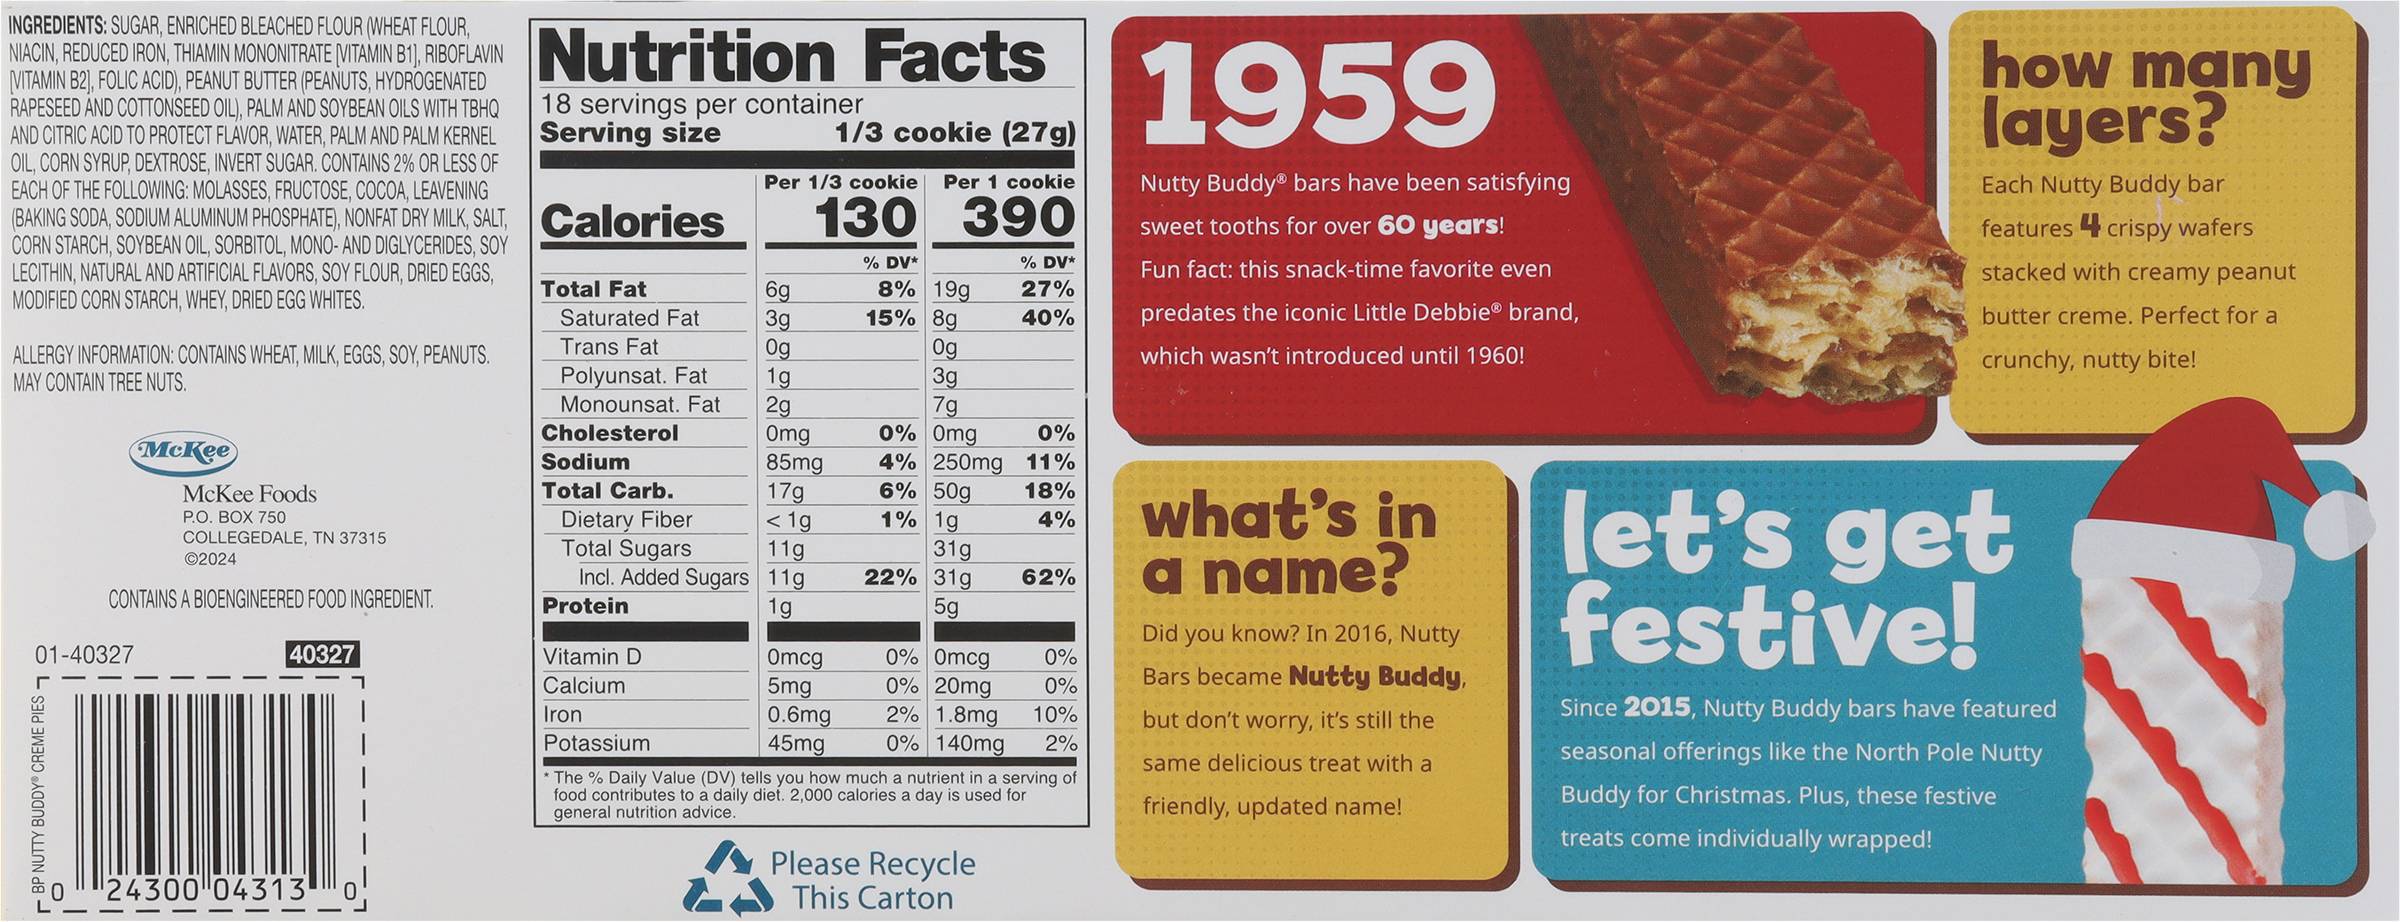 INGREDIENTS: SUGAR, ENRICHED BLEACHED FLOUR (WHEAT FLOUR,
NIACIN, REDUCED IRON, THIAMIN MONONITRATE [VITAMIN B1], RIBOFLAVIN
[VITAMIN B2], FOLIC ACID), PEANUT BUTTER (PEANUTS, HYDROGENATED
RAPESEED AND COTTONSEED OIL), PALM AND SOYBEAN OILS WITH TBHQ
AND CITRIC ACID TO PROTECT FLAVOR, WATER, PALM AND PALM KERNEL
OIL, CORN SYRUP, DEXTROSE, INVERT SUGAR. CONTAINS 2% OR LESS OF
EACH OF THE FOLLOWING: MOLASSES, FRUCTOSE, COCOA, LEAVENING
(BAKING SODA, SODIUM ALUMINUM PHOSPHATE), NONFAT DRY MILK, SALT,
CORN STARCH, SOYBEAN OIL, SORBITOL, MONO- AND DIGLYCERIDES, SOY
LECITHIN, NATURAL AND ARTIFICIAL FLAVORS, SOY FLOUR, DRIED EGGS,
MODIFIED CORN STARCH, WHEY, DRIED EGG WHITES.
ALLERGY INFORMATION: CONTAINS WHEAT, MILK, EGGS, SOY, PEANUTS.
MAY CONTAIN TREE NUTS.
McKee
McKee Foods
P.O. BOX 750
COLLEGEDALE, TN 37315
©2024
CONTAINS A BIOENGINEERED FOOD INGREDIENT.
01-40327 40327
BP NUTTY BUDDY® CREME PIES
0 24300 04313 0
Nutrition Facts
18 servings per container
Serving size 1/3 cookie (27g)
Per 1/3 cookie Per 1 cookie
Calories 130 390
% DV* % DV*
Total Fat 6g 8% 19g 27%
Saturated Fat 3g 15% 8g 40%
Trans Fat 0g 0g
Polyunsat. Fat 1g 3g
Monounsat. Fat 2g 7g
Cholesterol 0mg 0% 0mg 0%
Sodium 85mg 4% 250mg 11%
Total Carb. 17g 6% 50g 18%
Dietary Fiber < 1g 1% 1g 4%
Total Sugars 11g 31g
Incl. Added Sugars 11g 22% 31g 62%
Protein 1g 5g
Vitamin D 0mcg 0% 0mcg 0%
Calcium 5mg 0% 20mg 0%
Iron 0.6mg 2% 1.8mg 10%
Potassium 45mg 0% 140mg 2%
* The % Daily Value (DV) tells you how much a nutrient in a serving of
food contributes to a daily diet. 2,000 calories a day is used for
general nutrition advice.
Please Recycle
This Carton
1959
Nutty Buddy® bars have been satisfying
sweet tooths for over 60 years!
Fun fact: this snack-time favorite even
predates the iconic Little Debbie® brand,
which wasn't introduced until 1960!
how many
layers?
Each Nutty Buddy bar
features 4 crispy wafers
stacked with creamy peanut
butter creme. Perfect for a
crunchy, nutty bite!
what's in
a name?
Did you know? In 2016, Nutty
Bars became Nutty Buddy,
but don't worry, it's still the
same delicious treat with a
friendly, updated name!
let's get
festive!
Since 2015, Nutty Buddy bars have featured
seasonal offerings like the North Pole Nutty
Buddy for Christmas. Plus, these festive
treats come individually wrapped!